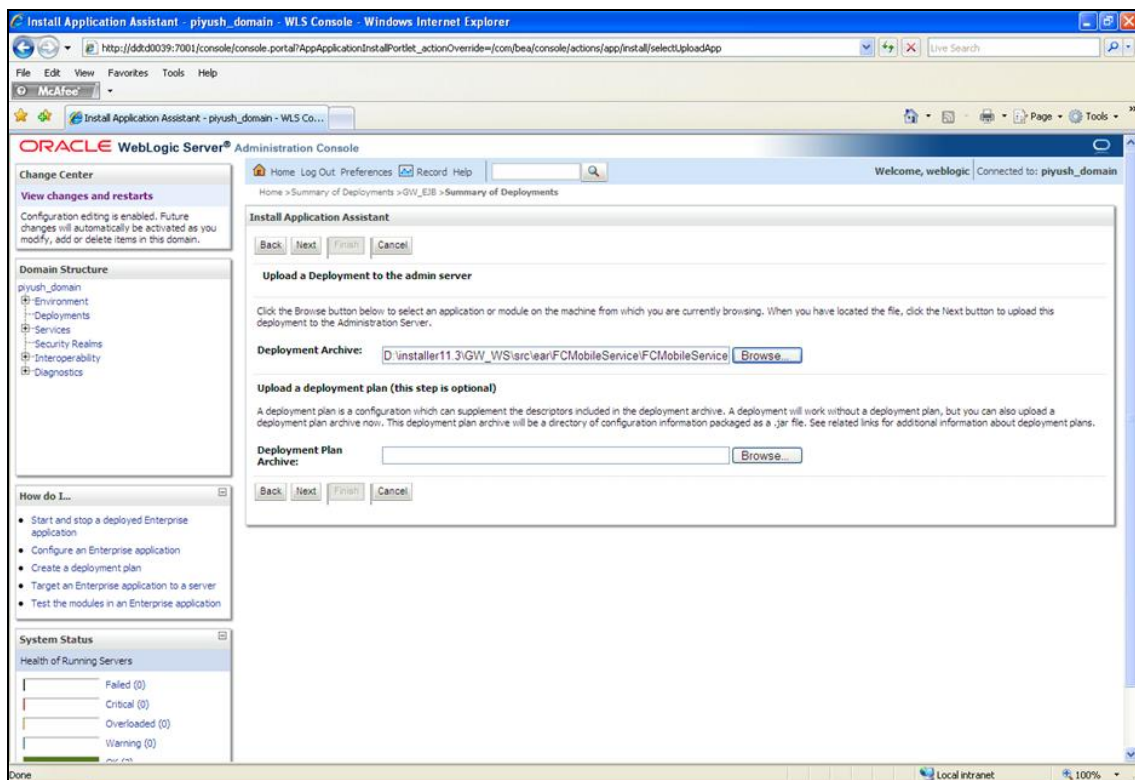 Install Application Assistant - piyush_domain - WLS Console - Windows Internet Explorer
http://ddtd0039:7001/console/console.portal?AppApplicationInstallPortlet_actionOverride=/com/bea/console/actions/app/install/selectUploadApp
Live Search
File Edit View Favorites Tools Help
McAfee
Install Application Assistant - piyush_domain - WLS Co...
Page Tools
ORACLE WebLogic Server® Administration Console
Change Center
View changes and restarts
Configuration editing is enabled. Future
changes will automatically be activated as you
modify, add or delete items in this domain.
Domain Structure
piyush_domain
Environment
Deployments
Services
Security Realms
Interoperability
Diagnostics
How do I...
Start and stop a deployed Enterprise
application
Configure an Enterprise application
Create a deployment plan
Target an Enterprise application to a server
Test the modules in an Enterprise application
System Status
Health of Running Servers
Failed (0)
Critical (0)
Overloaded (0)
Warning (0)
Home Log Out Preferences Record Help
Welcome, weblogic Connected to: piyush_domain
Home >Summary of Deployments >GW_EJB >Summary of Deployments
Install Application Assistant
Back Next Finish Cancel
Upload a Deployment to the admin server
Click the Browse button below to select an application or module on the machine from which you are currently browsing. When you have located the file, click the Next button to upload this
deployment to the Administration Server.
Deployment Archive: D:\installer11.3\GW_WS\src\ear\FCMobileService\FCMobileService Browse...
Upload a deployment plan (this step is optional)
A deployment plan is a configuration which can supplement the descriptors included in the deployment archive. A deployment will work without a deployment plan, but you can also upload a
deployment plan archive now. This deployment plan archive will be a directory of configuration information packaged as a .jar file. See related links for additional information about deployment plans.
Deployment Plan
Archive:
Browse...
Back Next Finish Cancel
Done
Local intranet
100%